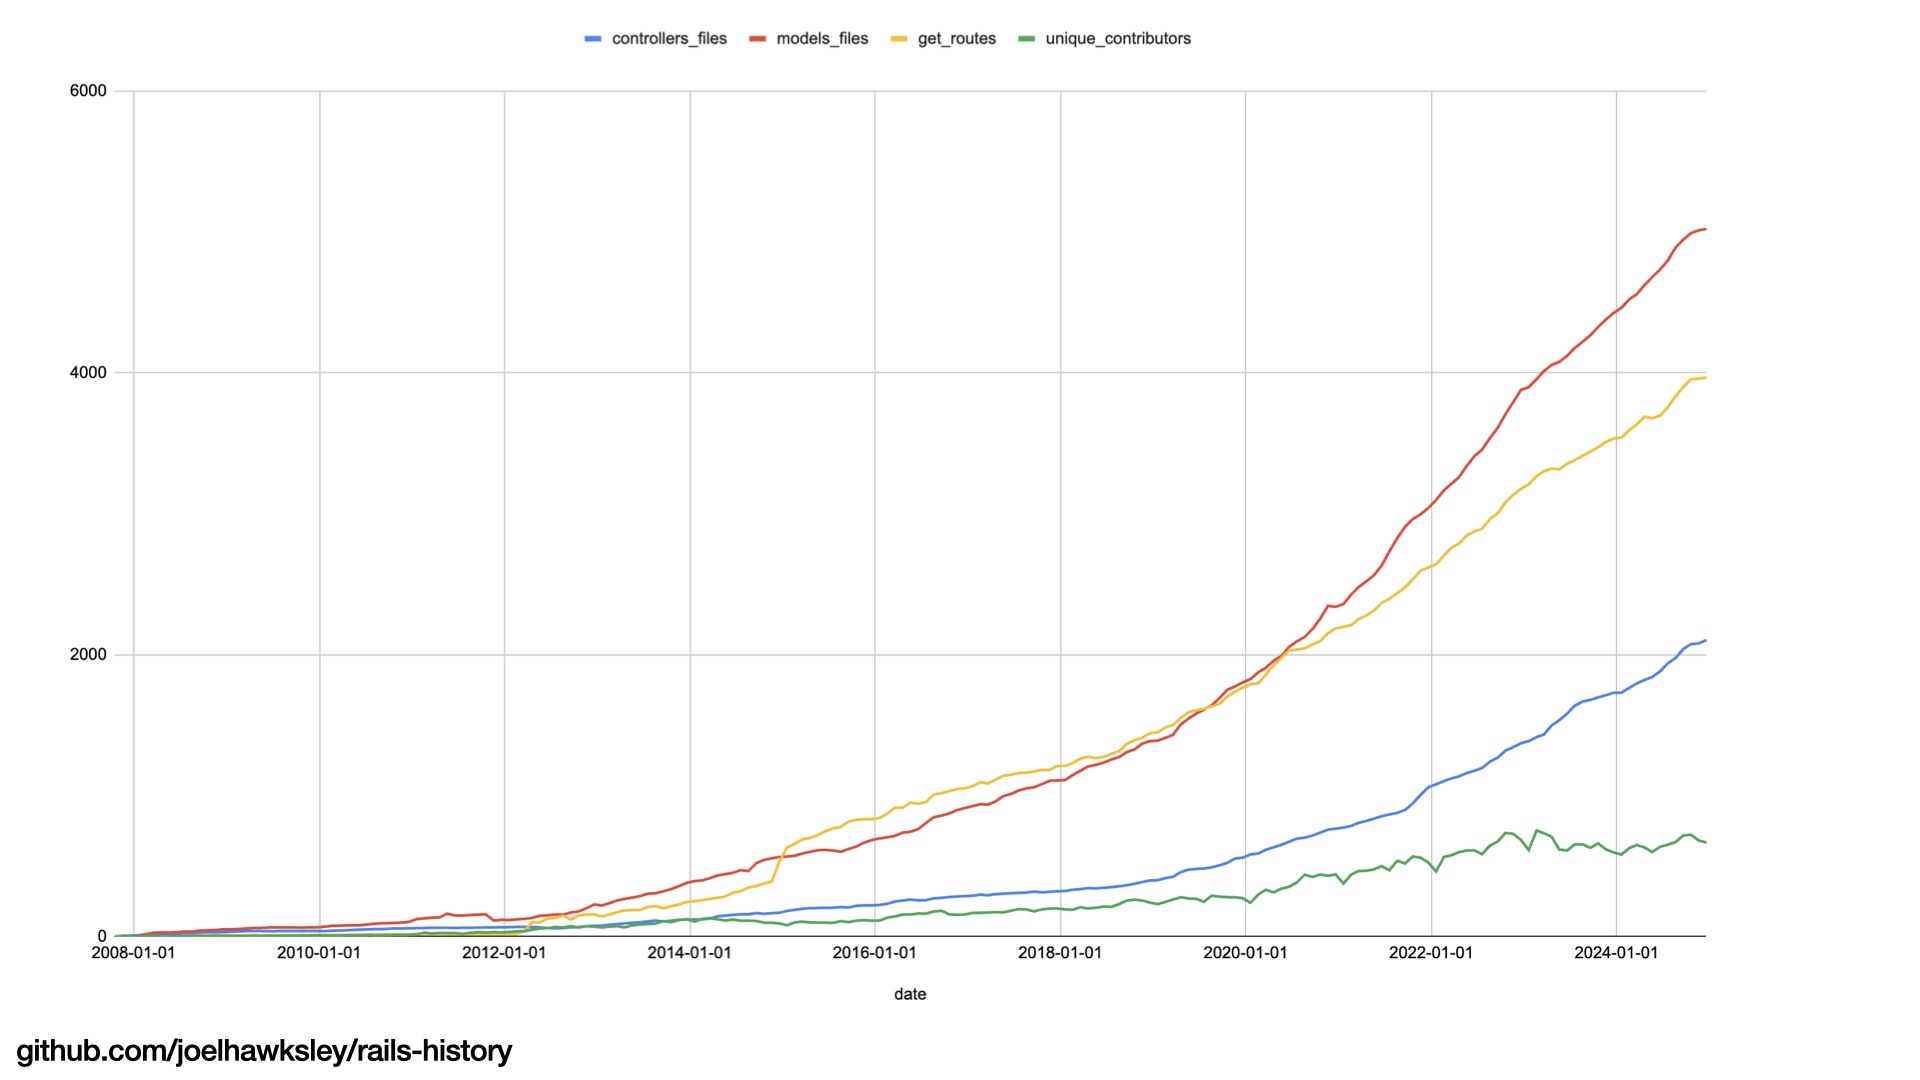 controllers_files models_files get_routes unique_contributors
6000
4000
2000
0
2008-01-01 2010-01-01 2012-01-01 2014-01-01 2016-01-01 2018-01-01 2020-01-01 2022-01-01 2024-01-01
date
github.com/joelhawksley/rails-history